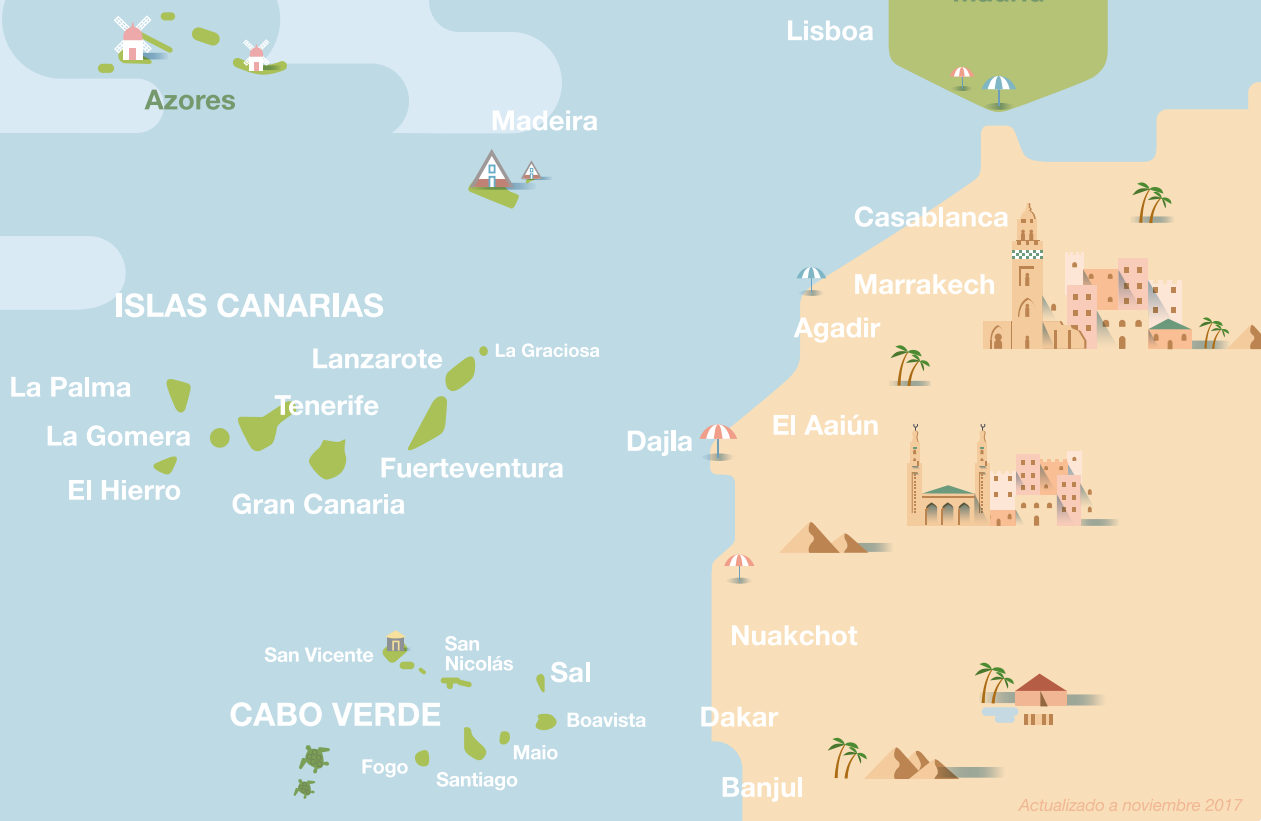 madrid
Lisboa
Azores
Madeira
Casablanca
Marrakech
ISLAS CANARIAS
Agadir
Lanzarote
La Graciosa
La Palma
Tenerife
El Aaiún
La Gomera
Dajla
Fuerteventura
El Hierro
Gran Canaria
Nuakchot
San Vicente
San
Nicolás
Sal
CABO VERDE
Boavista
Dakar
Maio
Fogo
Santiago
Banjul
Actualizado a noviembre 2017